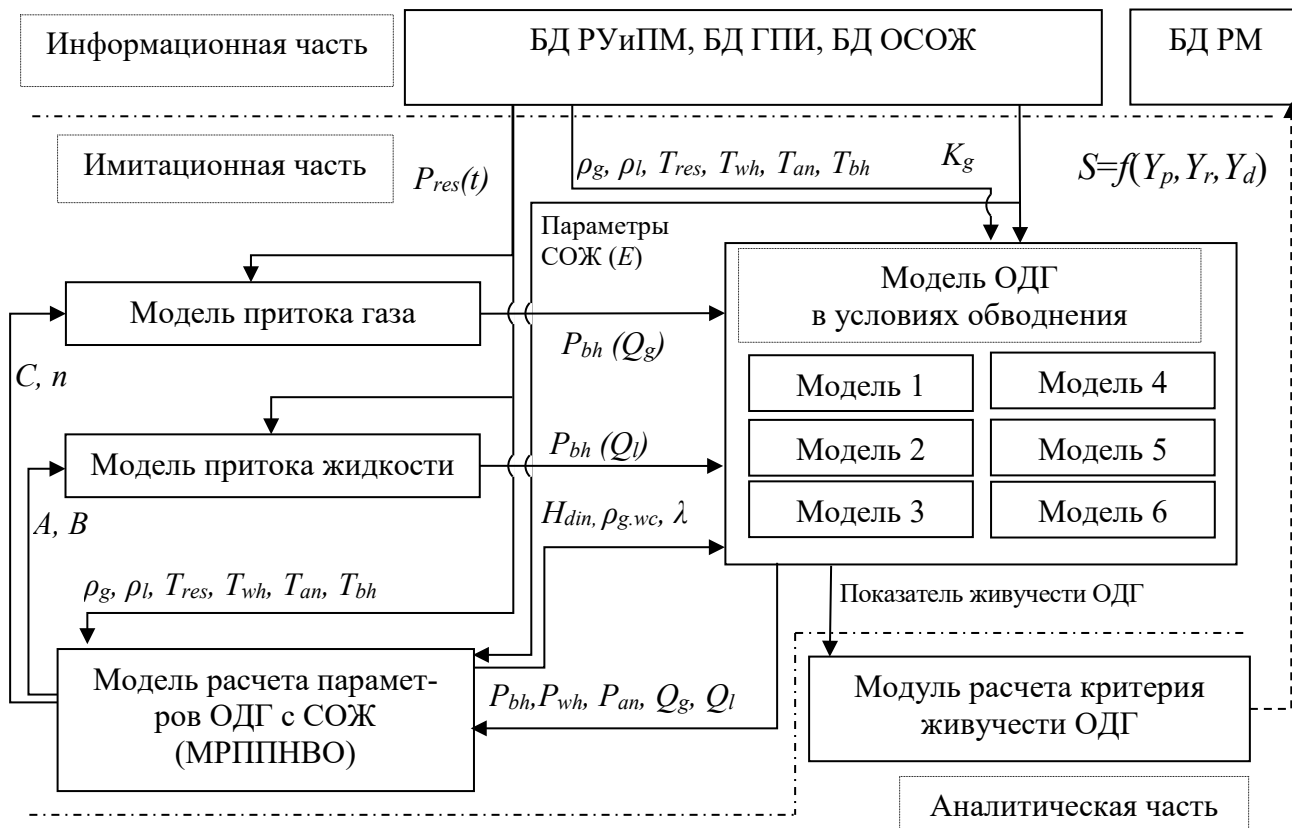 Информационная часть
БД РУиПМ, БД ГПИ, БД ОСОЖ
БД РМ
Имитационная часть
P_res(t)
ρ_g, ρ_l, T_res, T_wh, T_an, T_bh
K_g
S=f(Y_p,Y_r,Y_d)
Параметры
СОЖ (E)
Модель ОДГ
в условиях обводнения
Модель притока газа
P_bh (Q_g)
C, n
Модель 1
Модель 4
Модель притока жидкости
P_bh (Q_l)
Модель 2
Модель 5
Модель 3
Модель 6
A, B
H_din, ρ_g.wc, λ
ρ_g, ρ_l, T_res, T_wh, T_an, T_bh
Показатель живучести ОДГ
Модель расчета парамет-
ров ОДГ с СОЖ
(МРППНВО)
P_bh,P_wh, P_an, Q_g, Q_l
Модуль расчета критерия
живучести ОДГ
Аналитическая часть